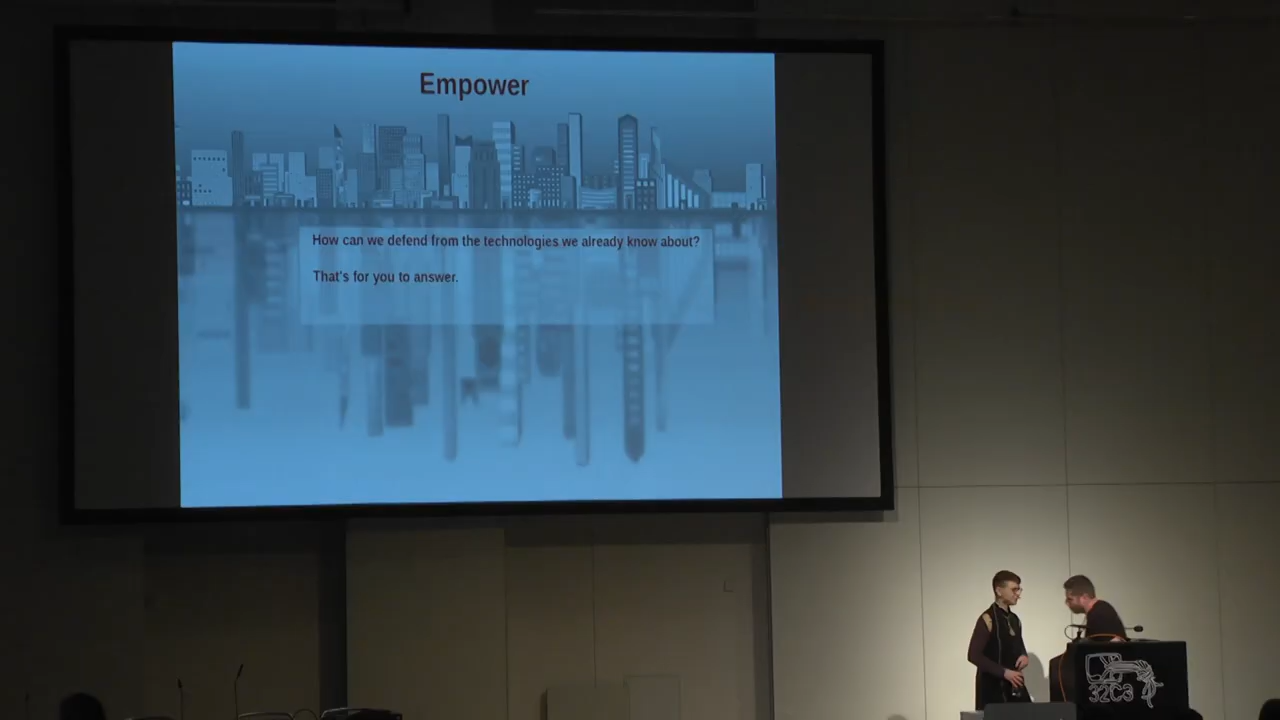 Empower
How can we defend from the technologies we already know about?
That's for you to answer.
32C3